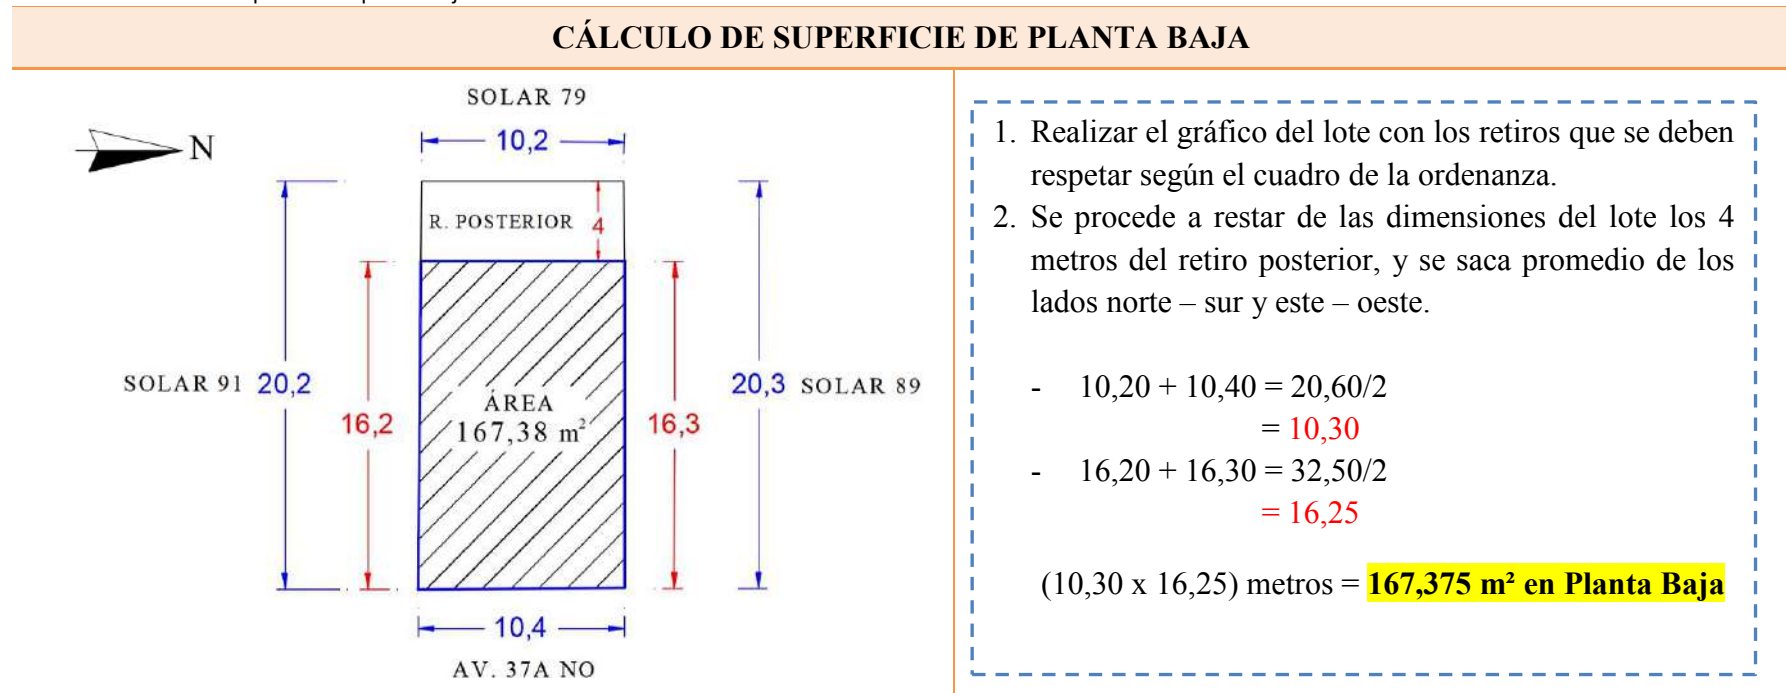 CÁLCULO DE SUPERFICIE DE PLANTA BAJA
SOLAR 79
10,2
N
R. POSTERIOR
4
SOLAR 91
20,2
16,2
ÁREA
167,38 m²
16,3
20,3
SOLAR 89
10,4
AV. 37A NO
1. Realizar el gráfico del lote con los retiros que se deben
respetar según el cuadro de la ordenanza.
2. Se procede a restar de las dimensiones del lote los 4
metros del retiro posterior, y se saca promedio de los
lados norte – sur y este – oeste.
- 10,20 + 10,40 = 20,60/2
= 10,30
- 16,20 + 16,30 = 32,50/2
= 16,25
(10,30 x 16,25) metros = 167,375 m² en Planta Baja